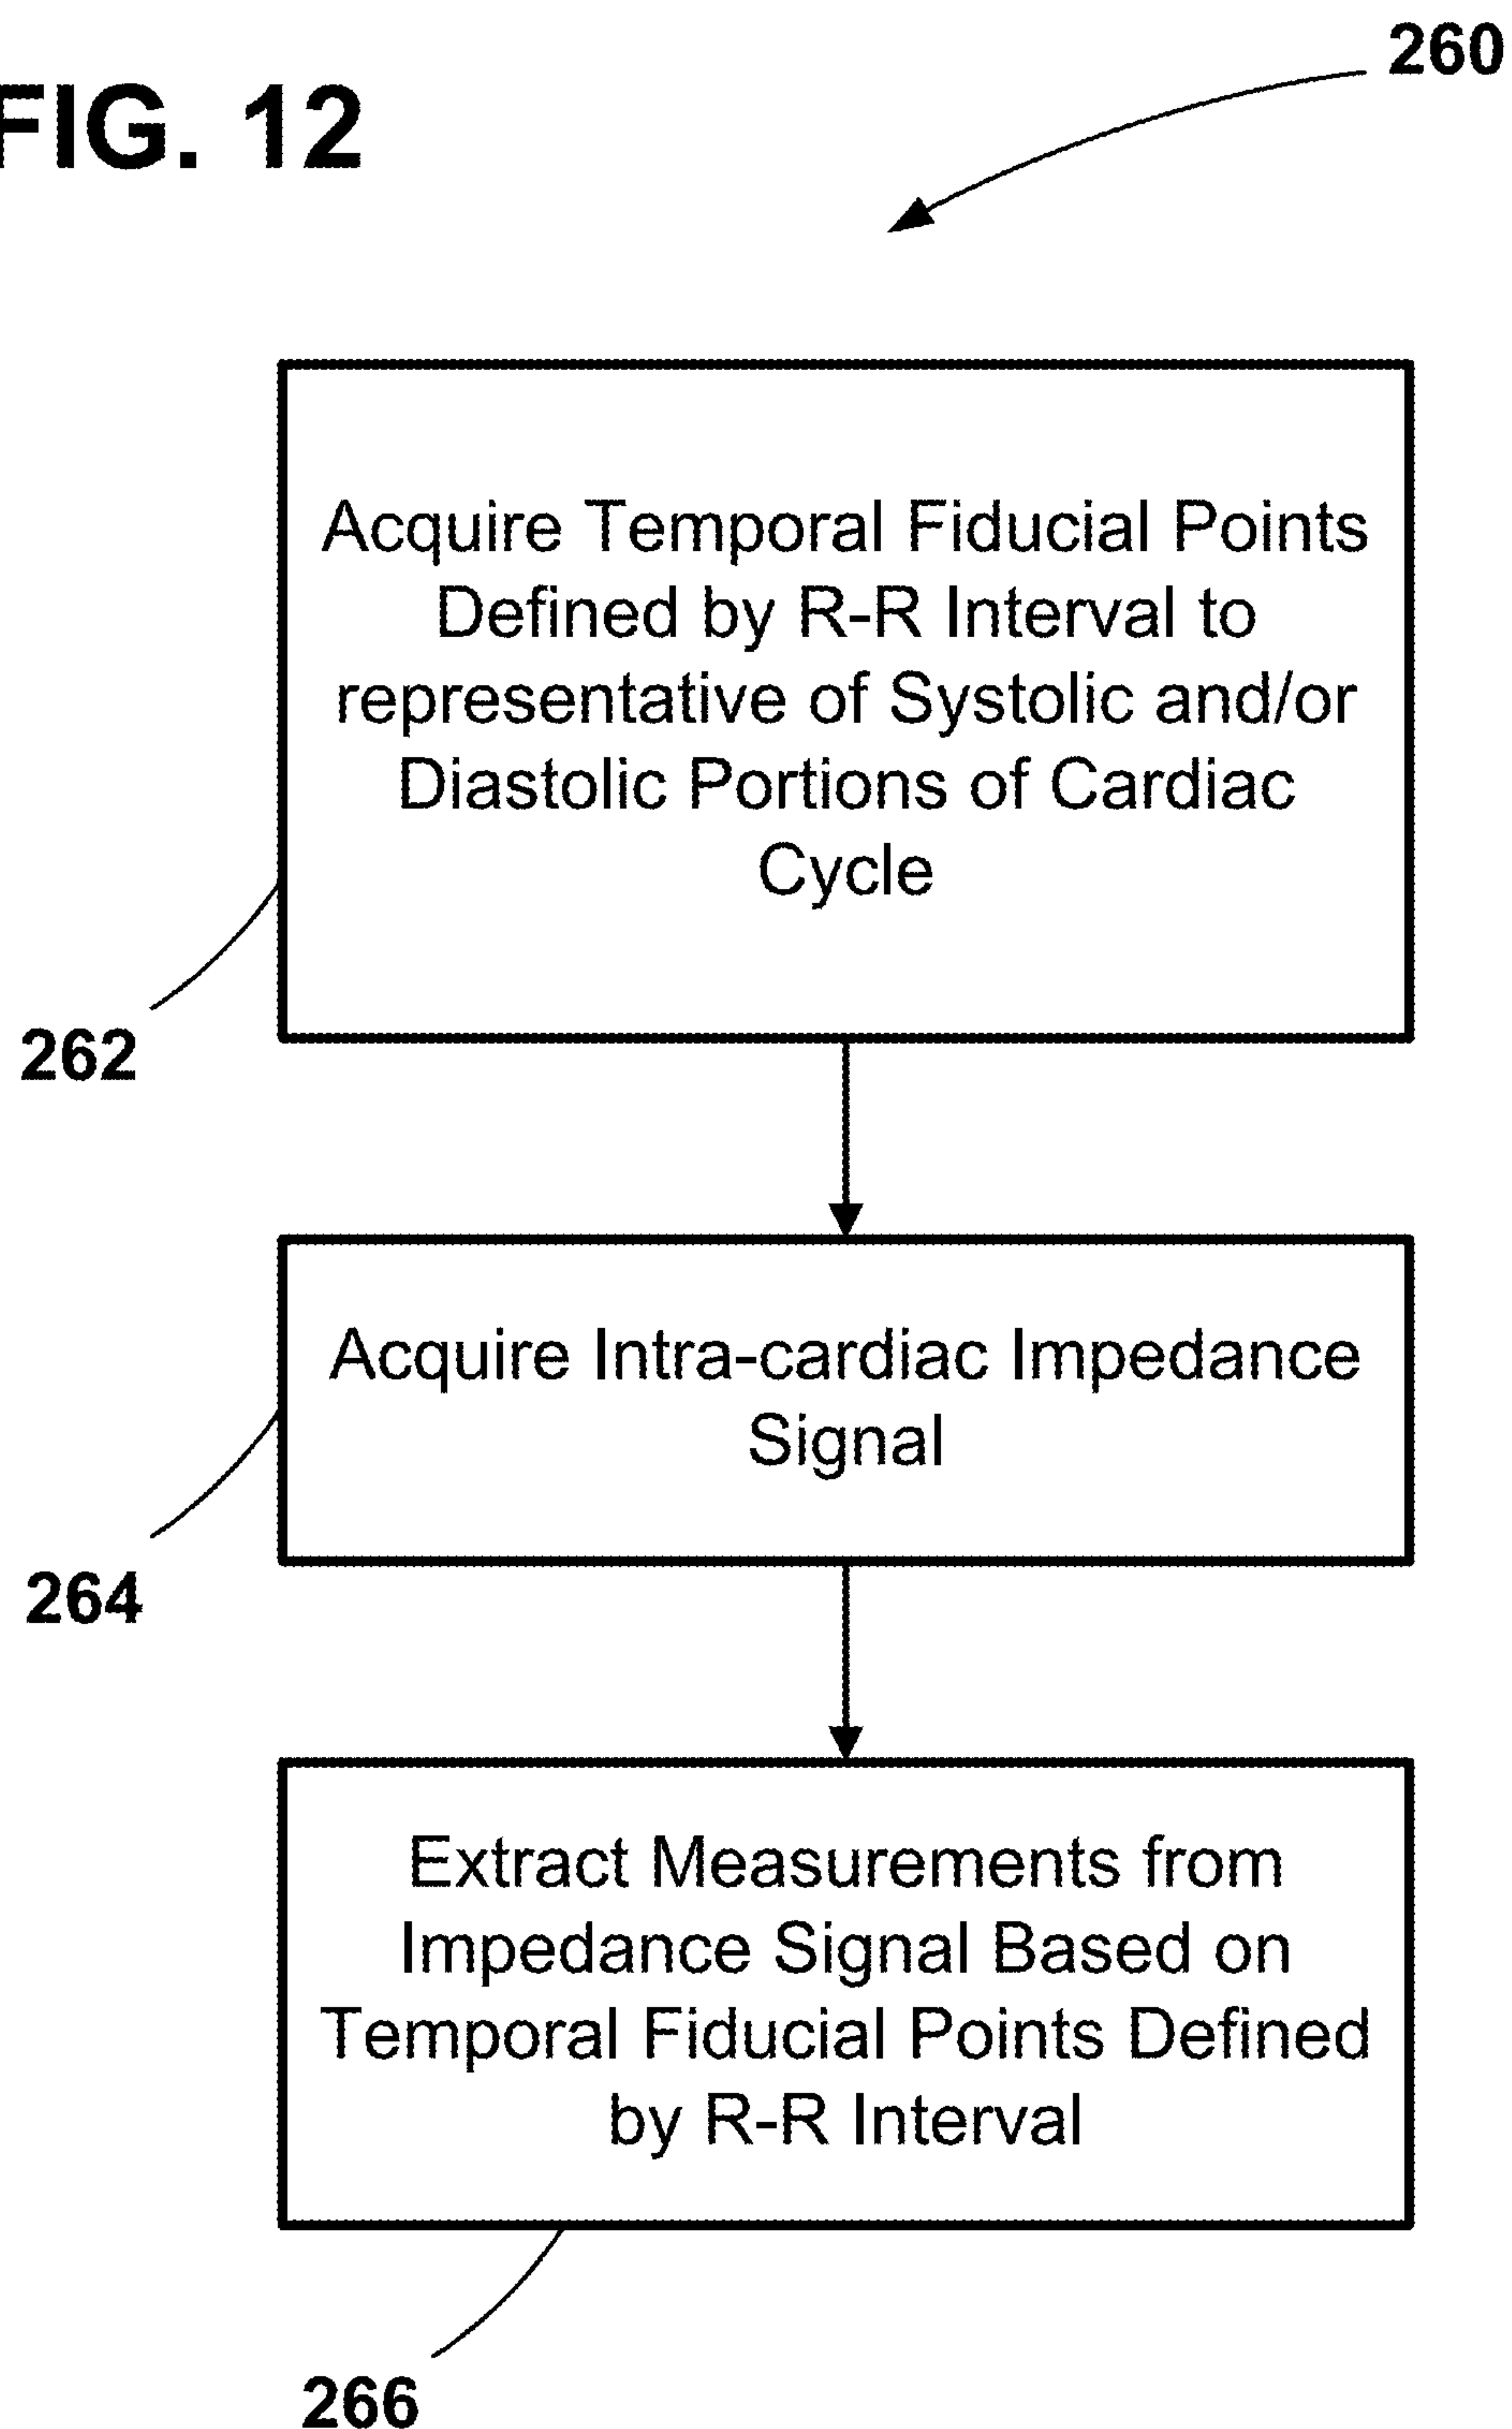 260
FIG. 12
Acquire Temporal Fiducial Points
Defined by R-R Interval to
representative of Systolic and/or
Diastolic Portions of Cardiac
Cycle
262
Acquire Intra-cardiac Impedance
Signal
264
Extract Measurements from
Impedance Signal Based on
Temporal Fiducial Points Defined
by R-R Interval
266